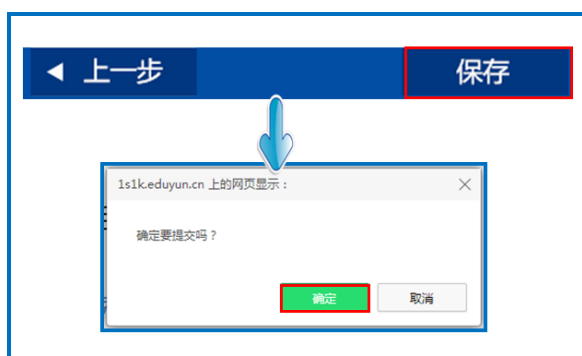 上一步
保存
1s1k.eduyun.cn 上的网页显示：
确定要提交吗？
确定
取消